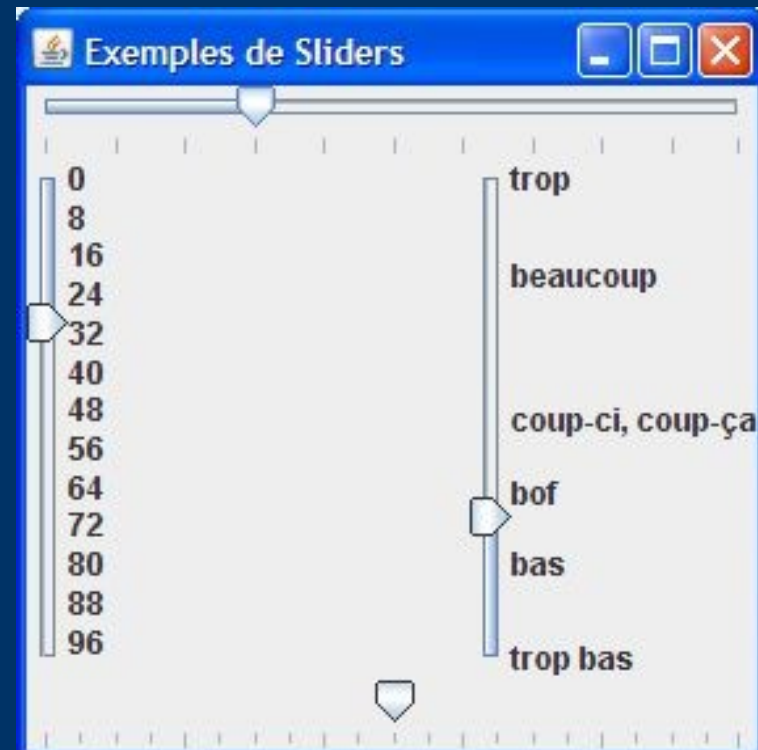 Exemples de Sliders
0
8
16
24
32
40
48
56
64
72
80
88
96
trop
beaucoup
coup-ci, coup-ça
bof
bas
trop bas